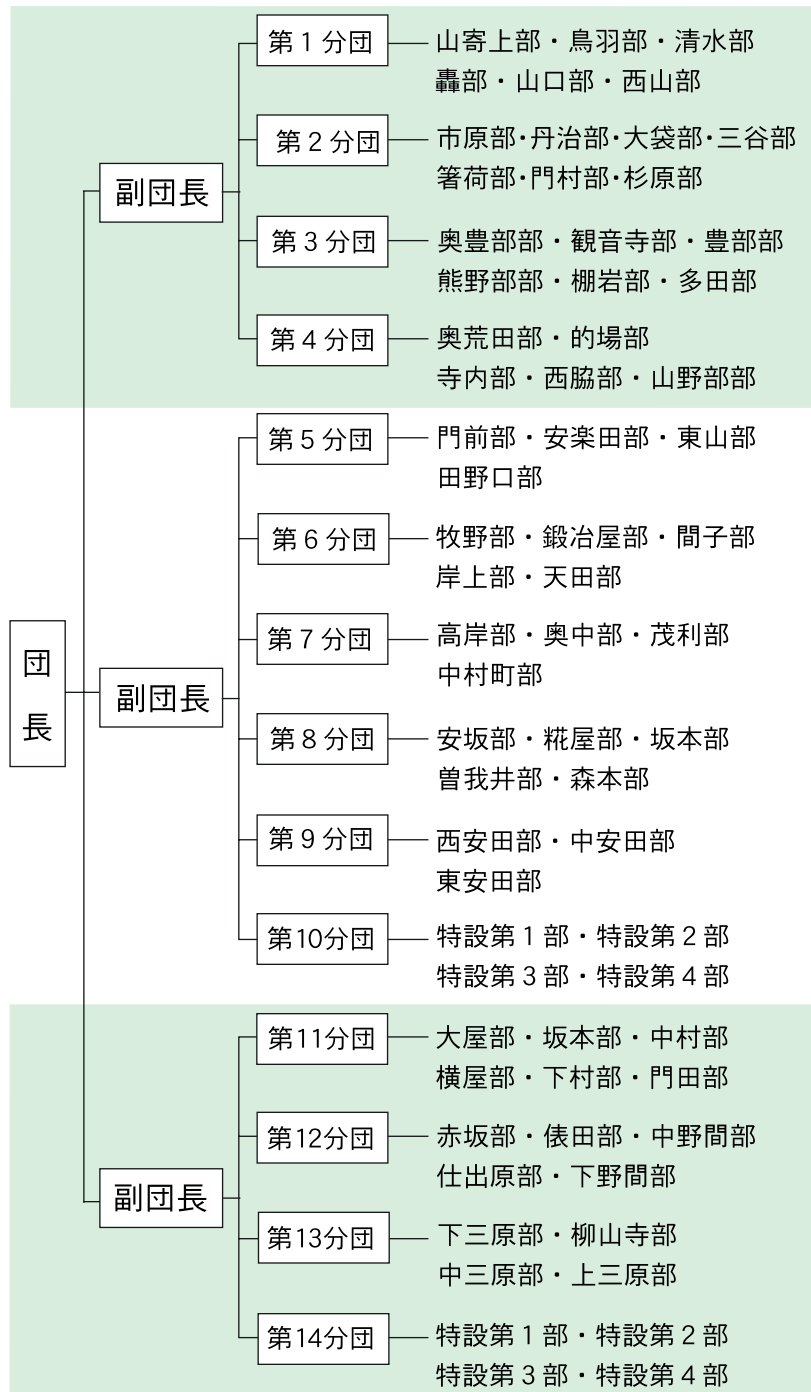 団長
副団長
第1分団
山寄上部・鳥羽部・清水部
轟部・山口部・西山部
第2分団
市原部・丹治部・大袋部・三谷部
箸荷部・門村部・杉原部
第3分団
奥豊部部・観音寺部・豊部部
熊野部部・棚岩部・多田部
第4分団
奥荒田部・的場部
寺内部・西脇部・山野部部
副団長
第5分団
門前部・安楽田部・東山部
田野口部
第6分団
牧野部・鍛冶屋部・間子部
岸上部・天田部
第7分団
高岸部・奥中部・茂利部
中村町部
第8分団
安坂部・糀屋部・坂本部
曽我井部・森本部
第9分団
西安田部・中安田部
東安田部
第10分団
特設第1部・特設第2部
特設第3部・特設第4部
副団長
第11分団
大屋部・坂本部・中村部
横屋部・下村部・門田部
第12分団
赤坂部・俵田部・中野間部
仕出原部・下野間部
第13分団
下三原部・柳山寺部
中三原部・上三原部
第14分団
特設第1部・特設第2部
特設第3部・特設第4部